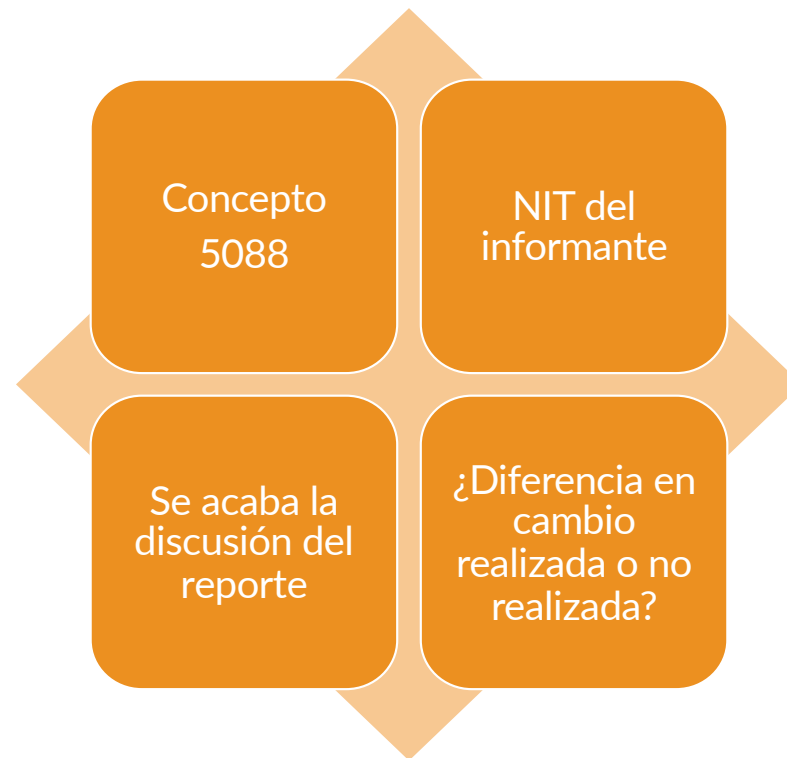 Concepto
5088
NIT del
informante
Se acaba la
discusión del
reporte
¿Diferencia en
cambio
realizada o no
realizada?